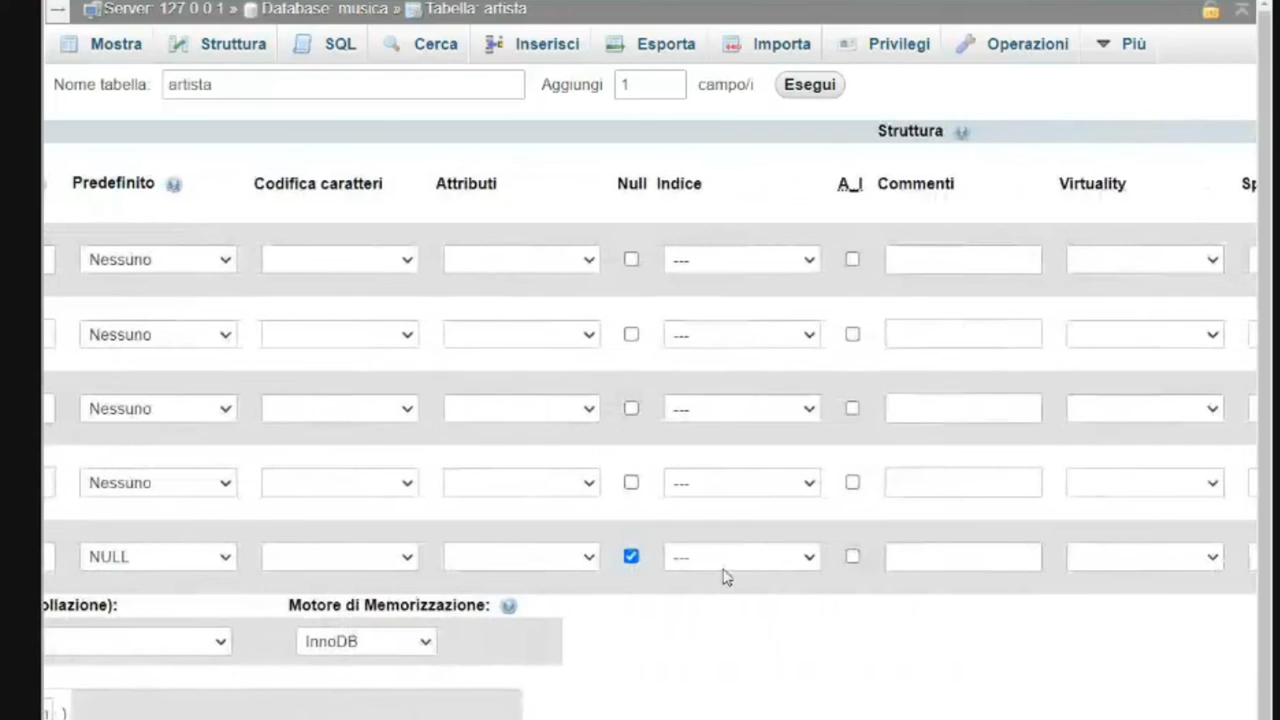 Server: 127.0.0.1 » Database: musica » Tabella: artista
Mostra Struttura SQL Cerca Inserisci Esporta Importa Privilegi Operazioni Più
Nome tabella: artista Aggiungi 1 campo/i Esegui
Struttura
Predefinito Codifica caratteri Attributi Null Indice A_I Commenti Virtuality
Nessuno ---
Nessuno ---
Nessuno ---
Nessuno ---
NULL ---
ollazione): Motore di Memorizzazione:
InnoDB
)